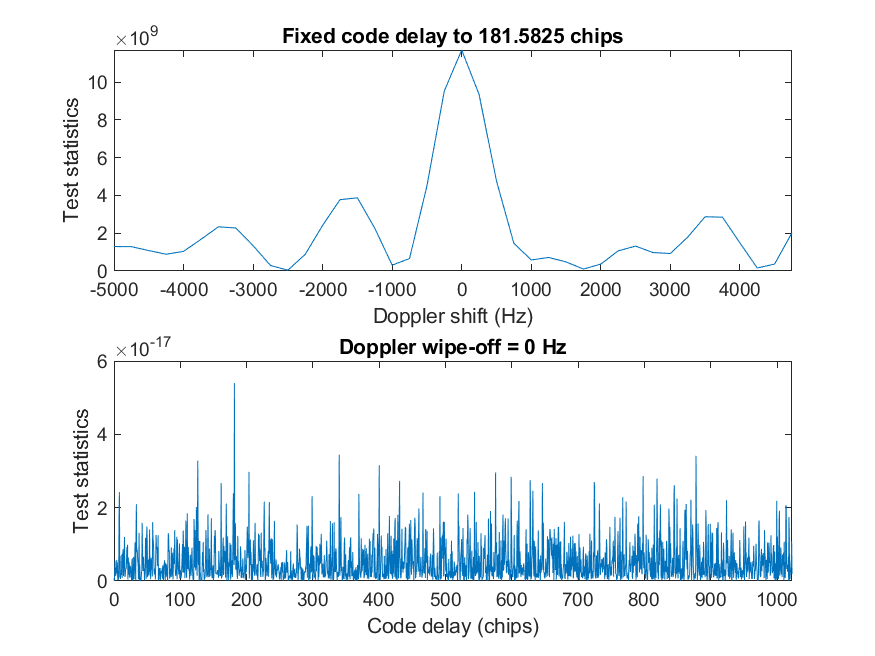 ×10^9
Fixed code delay to 181.5825 chips
10
8
6
4
2
0
Test statistics
-5000 -4000 -3000 -2000 -1000 0 1000 2000 3000 4000
Doppler shift (Hz)
×10^-17
Doppler wipe-off = 0 Hz
6
4
2
0
Test statistics
0 100 200 300 400 500 600 700 800 900 1000
Code delay (chips)